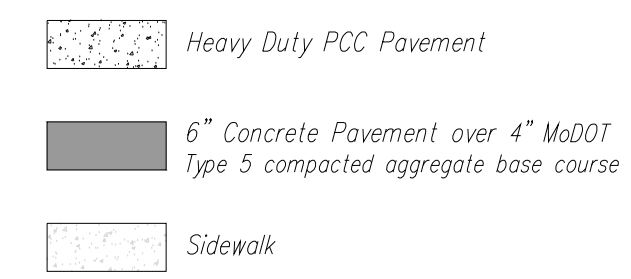 Heavy Duty PCC Pavement
6" Concrete Pavement over 4" MoDOT
Type 5 compacted aggregate base course
Sidewalk